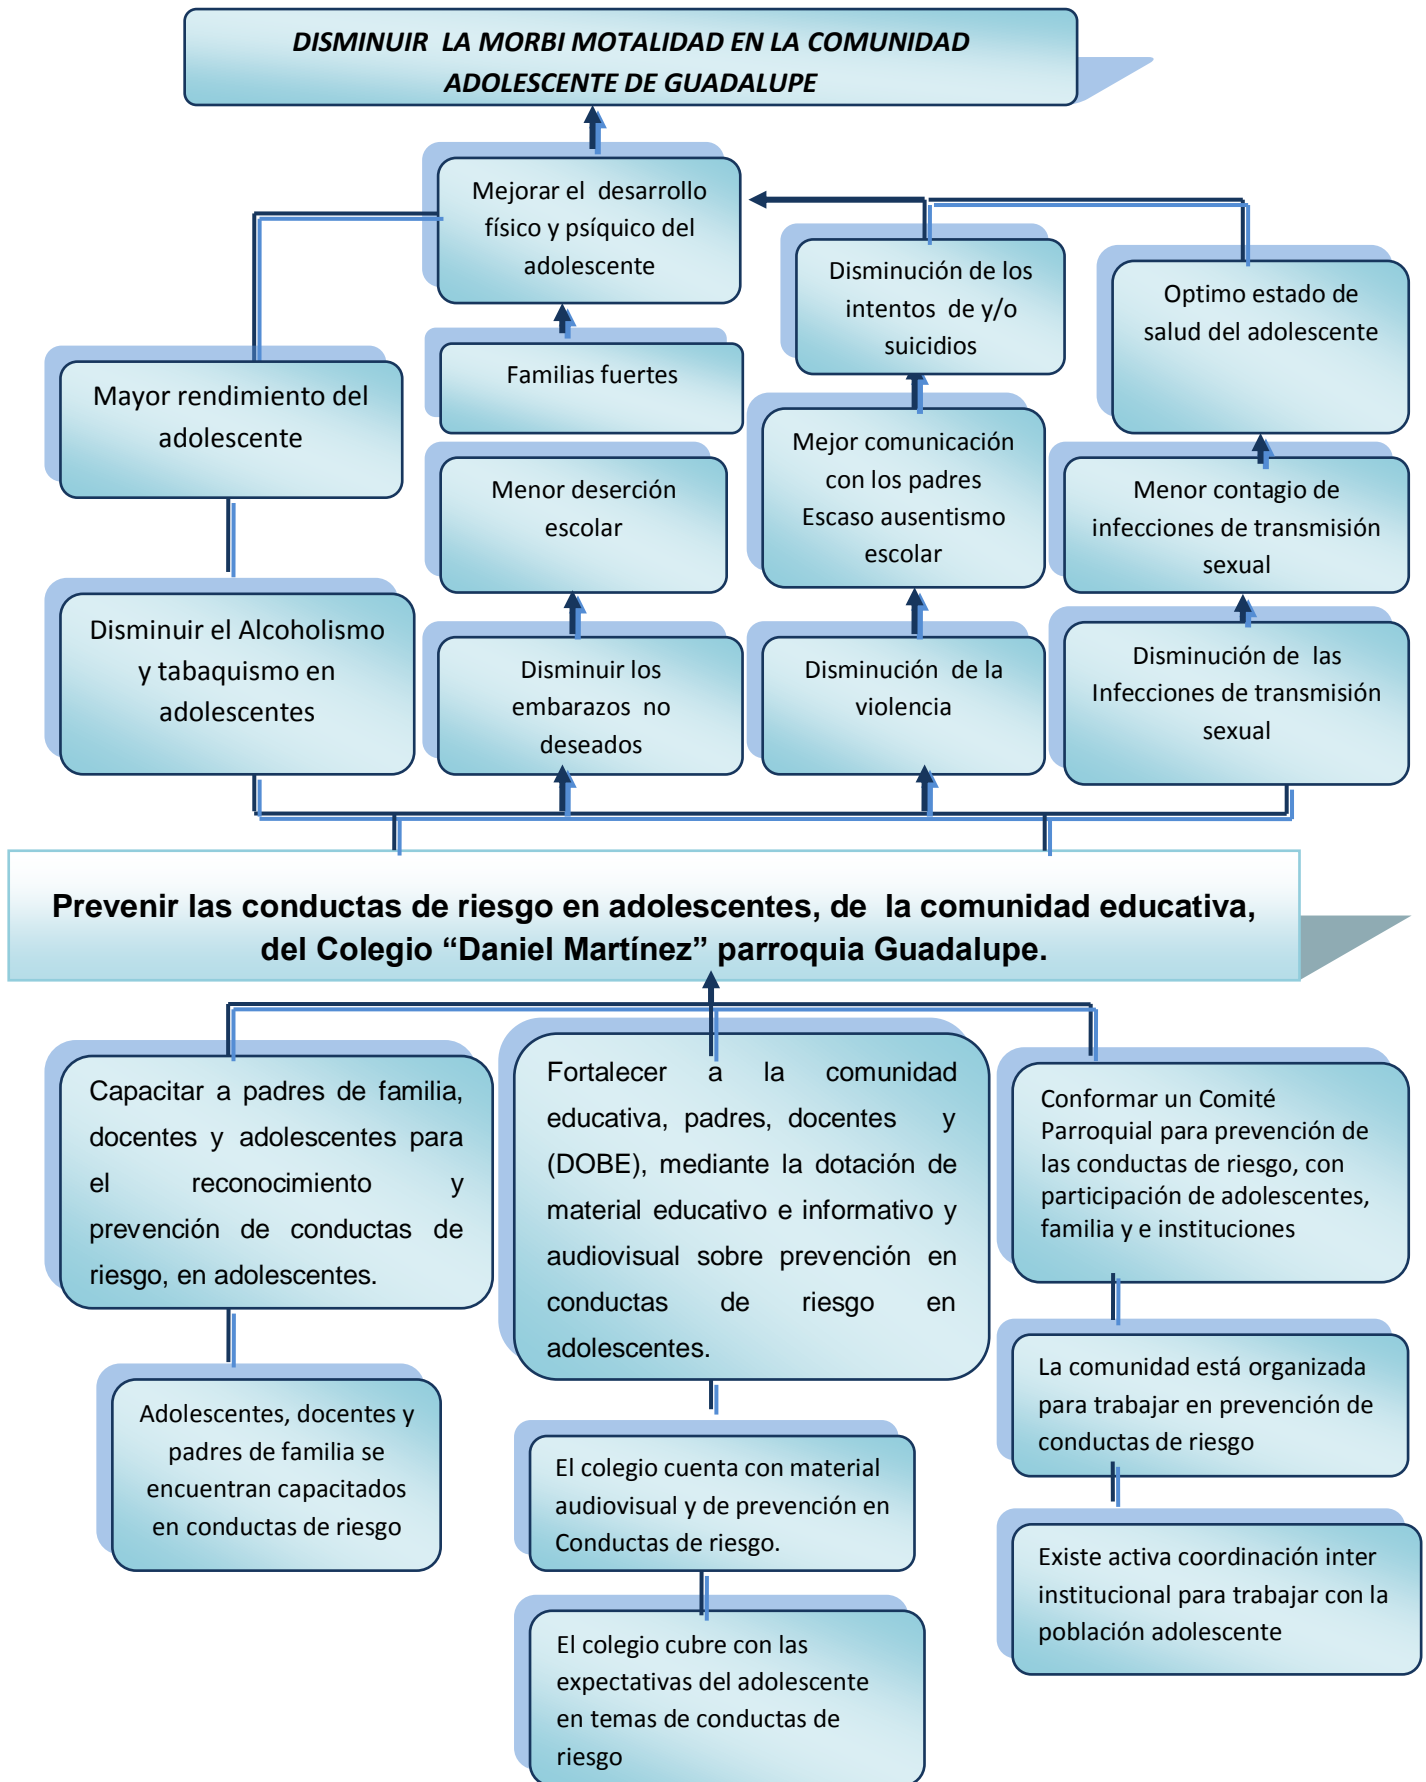 DISMINUIR LA MORBI MOTALIDAD EN LA COMUNIDAD
ADOLESCENTE DE GUADALUPE
Mejorar el desarrollo
físico y psíquico del
adolescente
Disminución de los
intentos de y/o
suicidios
Optimo estado de
salud del adolescente
Mayor rendimiento del
adolescente
Familias fuertes
Menor deserción
escolar
Mejor comunicación
con los padres
Escaso ausentismo
escolar
Menor contagio de
infecciones de transmisión
sexual
Disminuir el Alcoholismo
y tabaquismo en
adolescentes
Disminuir los
embarazos no
deseados
Disminución de la
violencia
Disminución de las
Infecciones de transmisión
sexual
Prevenir las conductas de riesgo en adolescentes, de la comunidad educativa,
del Colegio “Daniel Martínez” parroquia Guadalupe.
Capacitar a padres de familia,
docentes y adolescentes para
el reconocimiento y
prevención de conductas de
riesgo, en adolescentes.
Fortalecer a la comunidad
educativa, padres, docentes y
(DOBE), mediante la dotación de
material educativo e informativo y
audiovisual sobre prevención en
conductas de riesgo en
adolescentes.
Conformar un Comité
Parroquial para prevención de
las conductas de riesgo, con
participación de adolescentes,
familia y e instituciones
Adolescentes, docentes y
padres de familia se
encuentran capacitados
en conductas de riesgo
El colegio cuenta con material
audiovisual y de prevención en
Conductas de riesgo.
La comunidad está organizada
para trabajar en prevención de
conductas de riesgo
El colegio cubre con las
expectativas del adolescente
en temas de conductas de
riesgo
Existe activa coordinación inter
institucional para trabajar con la
población adolescente